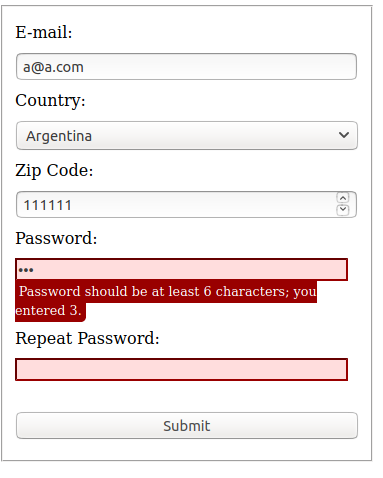 E-mail:
a@a.com
Country:
Argentina
Zip Code:
111111
Password:
•••
Password should be at least 6 characters; you
entered 3.
Repeat Password:
Submit